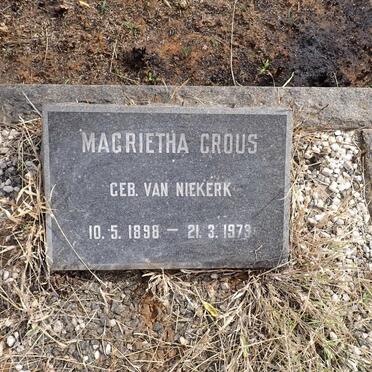 MAGRIETHA CROUS
GEB. VAN NIEKERK
10. 5. 1898 — 21. 3. 1979